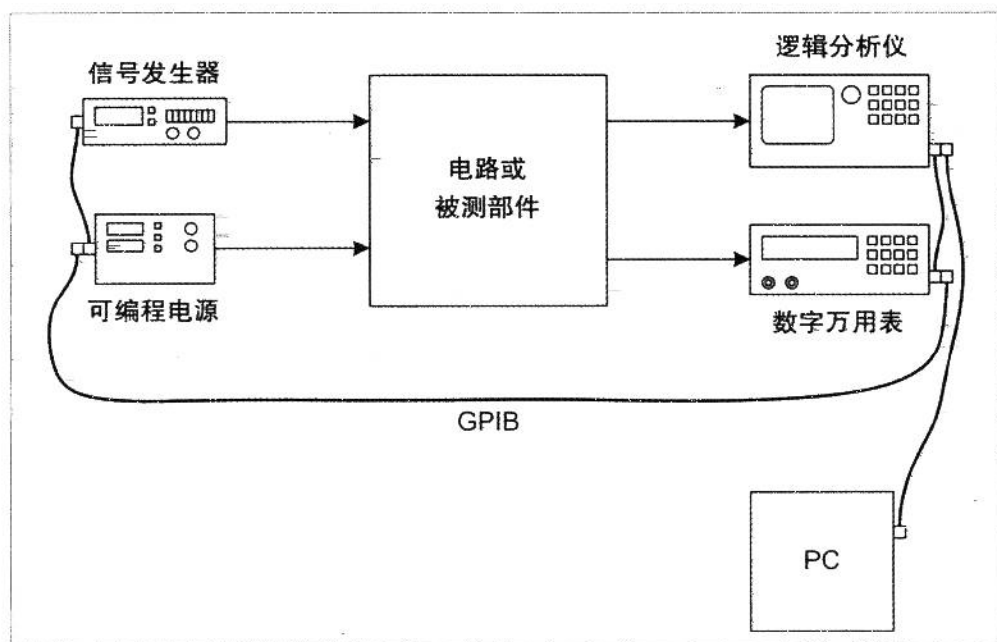 信号发生器
逻辑分析仪
电路或
被测部件
可编程电源
数字万用表
GPIB
PC